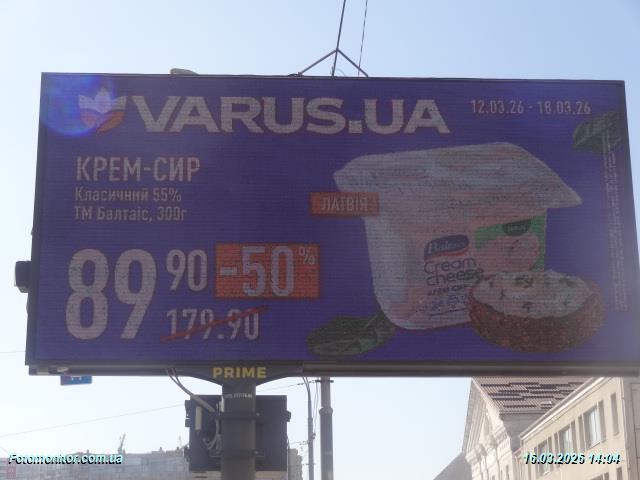 VARUS.UA
12.03.26 - 18.03.26
КРЕМ-СИР
Класичний 55%
ТМ Балтаіс, 300г
ЛАТВІЯ
89 90
-50%
179.90
Cream
cheese
PRIME
Fotomonitor.com.ua
16.03.2026 14:04